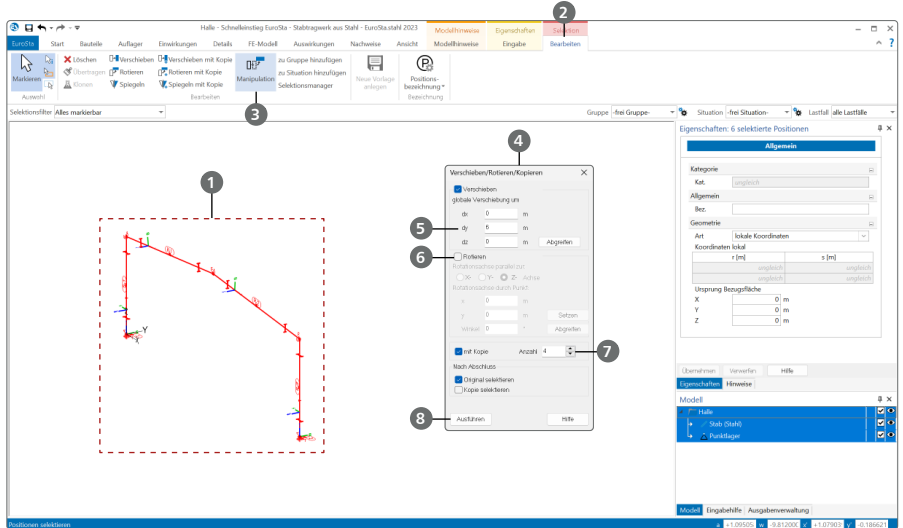 Halle - Schnelleinstieg EuroSta - Stabtragwerk aus Stahl - EuroSta.stahl 2023
Modellhinweise Eigenschaften Selektion
EuroSta Start Bauteile Auflager Einwirkungen Details FE-Modell Auswirkungen Nachweise Ansicht Modellhinweise Eingabe Bearbeiten
Markieren
Auswahl
Löschen Verschieben Verschieben mit Kopie
Übertragen Rotieren Rotieren mit Kopie
Klonen Spiegeln Spiegeln mit Kopie
Manipulation
zu Gruppe hinzufügen
zu Situation hinzufügen
Selektionsmanager
Bearbeiten
Neue Vorlage
anlegen
Positions-
bezeichnung
Bezeichnung
Selektionsfilter Alles markierbar
Gruppe -frei Gruppe- Situation -frei Situation- Lastfall alle Lastfälle
1
2
3
4
5
6
7
8
Y
X
Verschieben/Rotieren/Kopieren
Verschieben
globale Verschiebung um
dx 0 m
dy 6 m
dz 0 m Abgreifen
Rotieren
Rotationsachse parallel zur
X- Y- Z- Achse
Rotationsachse durch Punkt
x 0 m
y 0 m Setzen
Winkel 0 ° Abgreifen
mit Kopie Anzahl 4
Nach Abschluss
Original selektieren
Kopie selektieren
Ausführen Hilfe
Eigenschaften: 6 selektierte Positionen
Allgemein
Kategorie
Kat. ungleich
Allgemein
Bez.
Geometrie
Art lokale Koordinaten
Koordinaten lokal
r [m] s [m]
ungleich ungleich
ungleich ungleich
Ursprung Bezugsfläche
X 0 m
Y 0 m
Z 0 m
Übernehmen Verwerfen Hilfe
Eigenschaften Hinweise
Modell
Halle
Stab (Stahl)
Punktlager
Modell Eingabehilfe Ausgabenverwaltung
Positionen selektieren
a +1.09505 w -9.81200 x' +1.07903 y' -0.186621